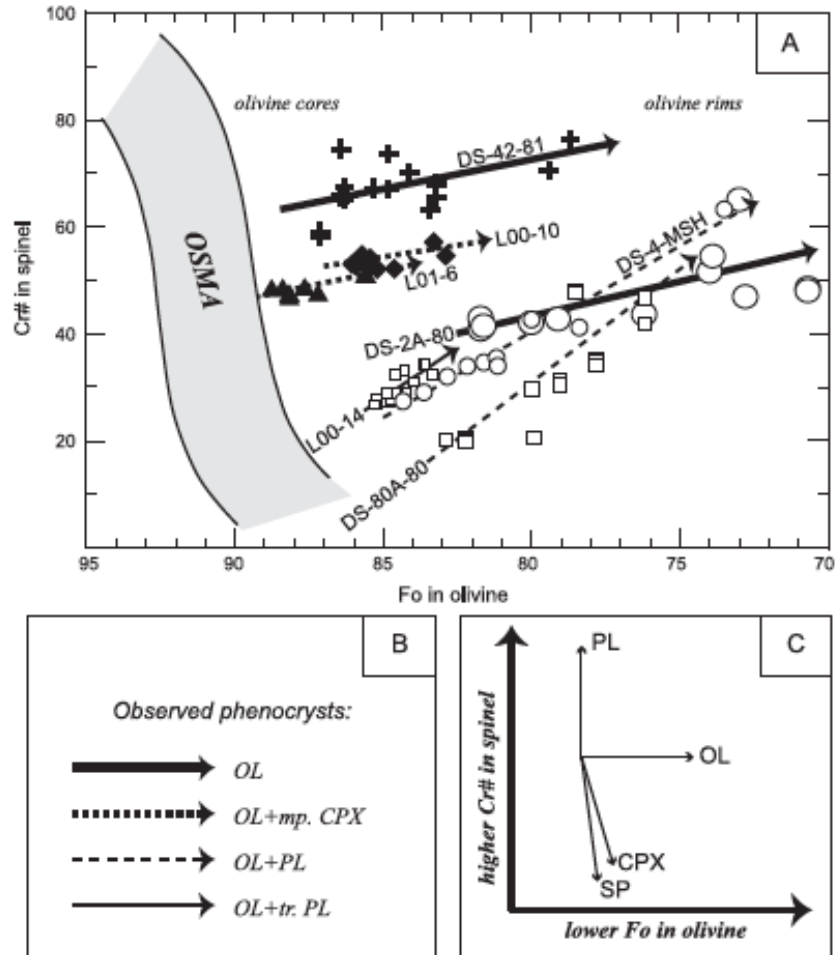 A
100
80
60
40
20
95
90
85
80
75
70
Cr# in spinel
Fo in olivine
olivine cores
olivine rims
OSMA
DS-42-81
L00-10
L01-6
DS-4-MSH
DS-2A-80
L00-14
DS-80A-80
B
Observed phenocrysts:
OL
OL+mp. CPX
OL+PL
OL+tr. PL
C
PL
OL
CPX
SP
higher Cr# in spinel
lower Fo in olivine